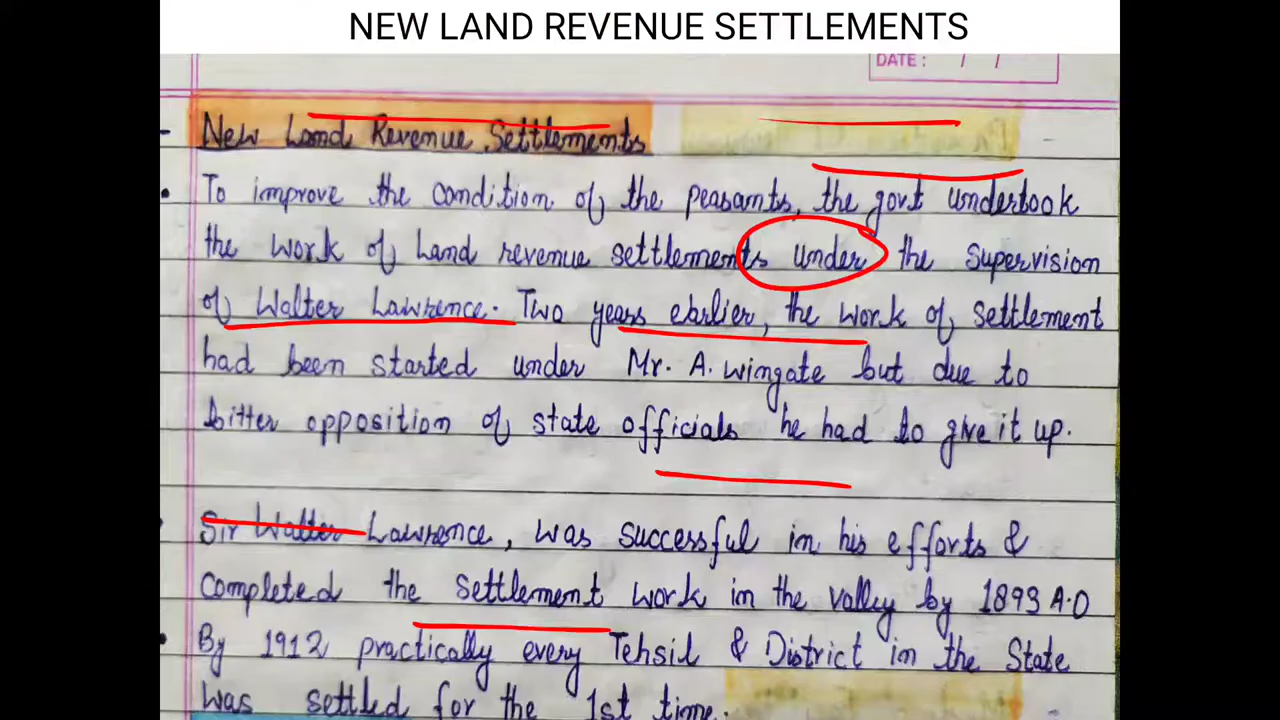 NEW LAND REVENUE SETTLEMENTS
DATE: / /
- New Land Revenue Settlements
• To improve the condition of the peasants, the govt undertook
the work of Land revenue settlements under the Supervision
of Walter Lawrence. Two years earlier, the work of settlement
had been started under Mr. A. Wingate but due to
bitter opposition of state officials he had to give it up.
• Sir Walter Lawrence, was successful in his efforts &
Completed the settlement work in the valley by 1893 A.D
• By 1912 practically every Tehsil & District in the State
was settled for the 1st time.